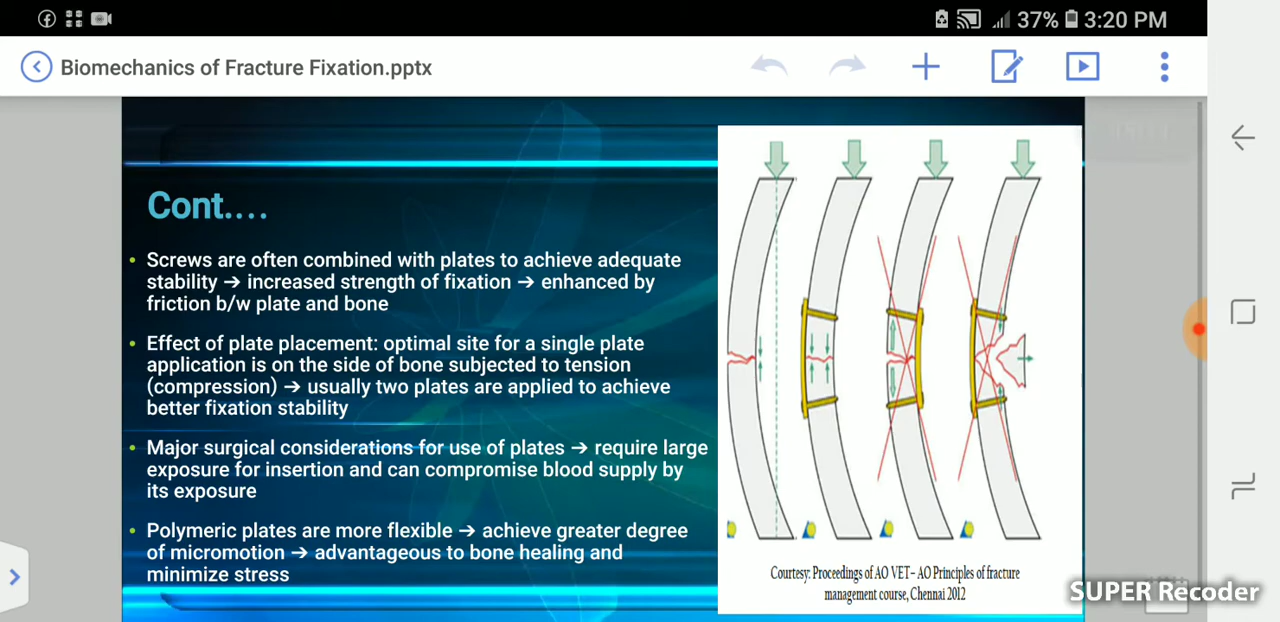 37% 3:20 PM
Biomechanics of Fracture Fixation.pptx
Cont....
• Screws are often combined with plates to achieve adequate
stability → increased strength of fixation → enhanced by
friction b/w plate and bone
• Effect of plate placement: optimal site for a single plate
application is on the side of bone subjected to tension
(compression) → usually two plates are applied to achieve
better fixation stability
• Major surgical considerations for use of plates → require large
exposure for insertion and can compromise blood supply by
its exposure
• Polymeric plates are more flexible → achieve greater degree
of micromotion → advantageous to bone healing and
minimize stress
Courtesy: Proceedings of AO VET– AO Principles of fracture
management course, Chennai 2012
SUPER Recoder